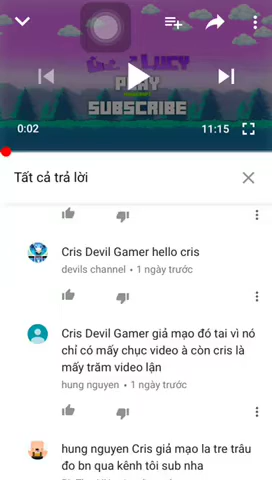 LUCY
PLAY
SUBSCRIBE
0:02
11:15
Tất cả trả lời
Cris Devil Gamer hello cris
devils channel • 1 ngày trước
Cris Devil Gamer giả mạo đó tai vì nó
chỉ có mấy chục video à còn cris là
mấy trăm video lận
hung nguyen • 1 ngày trước
hung nguyen Cris giả mạo la tre trâu
đo bn qua kênh tôi sub nha